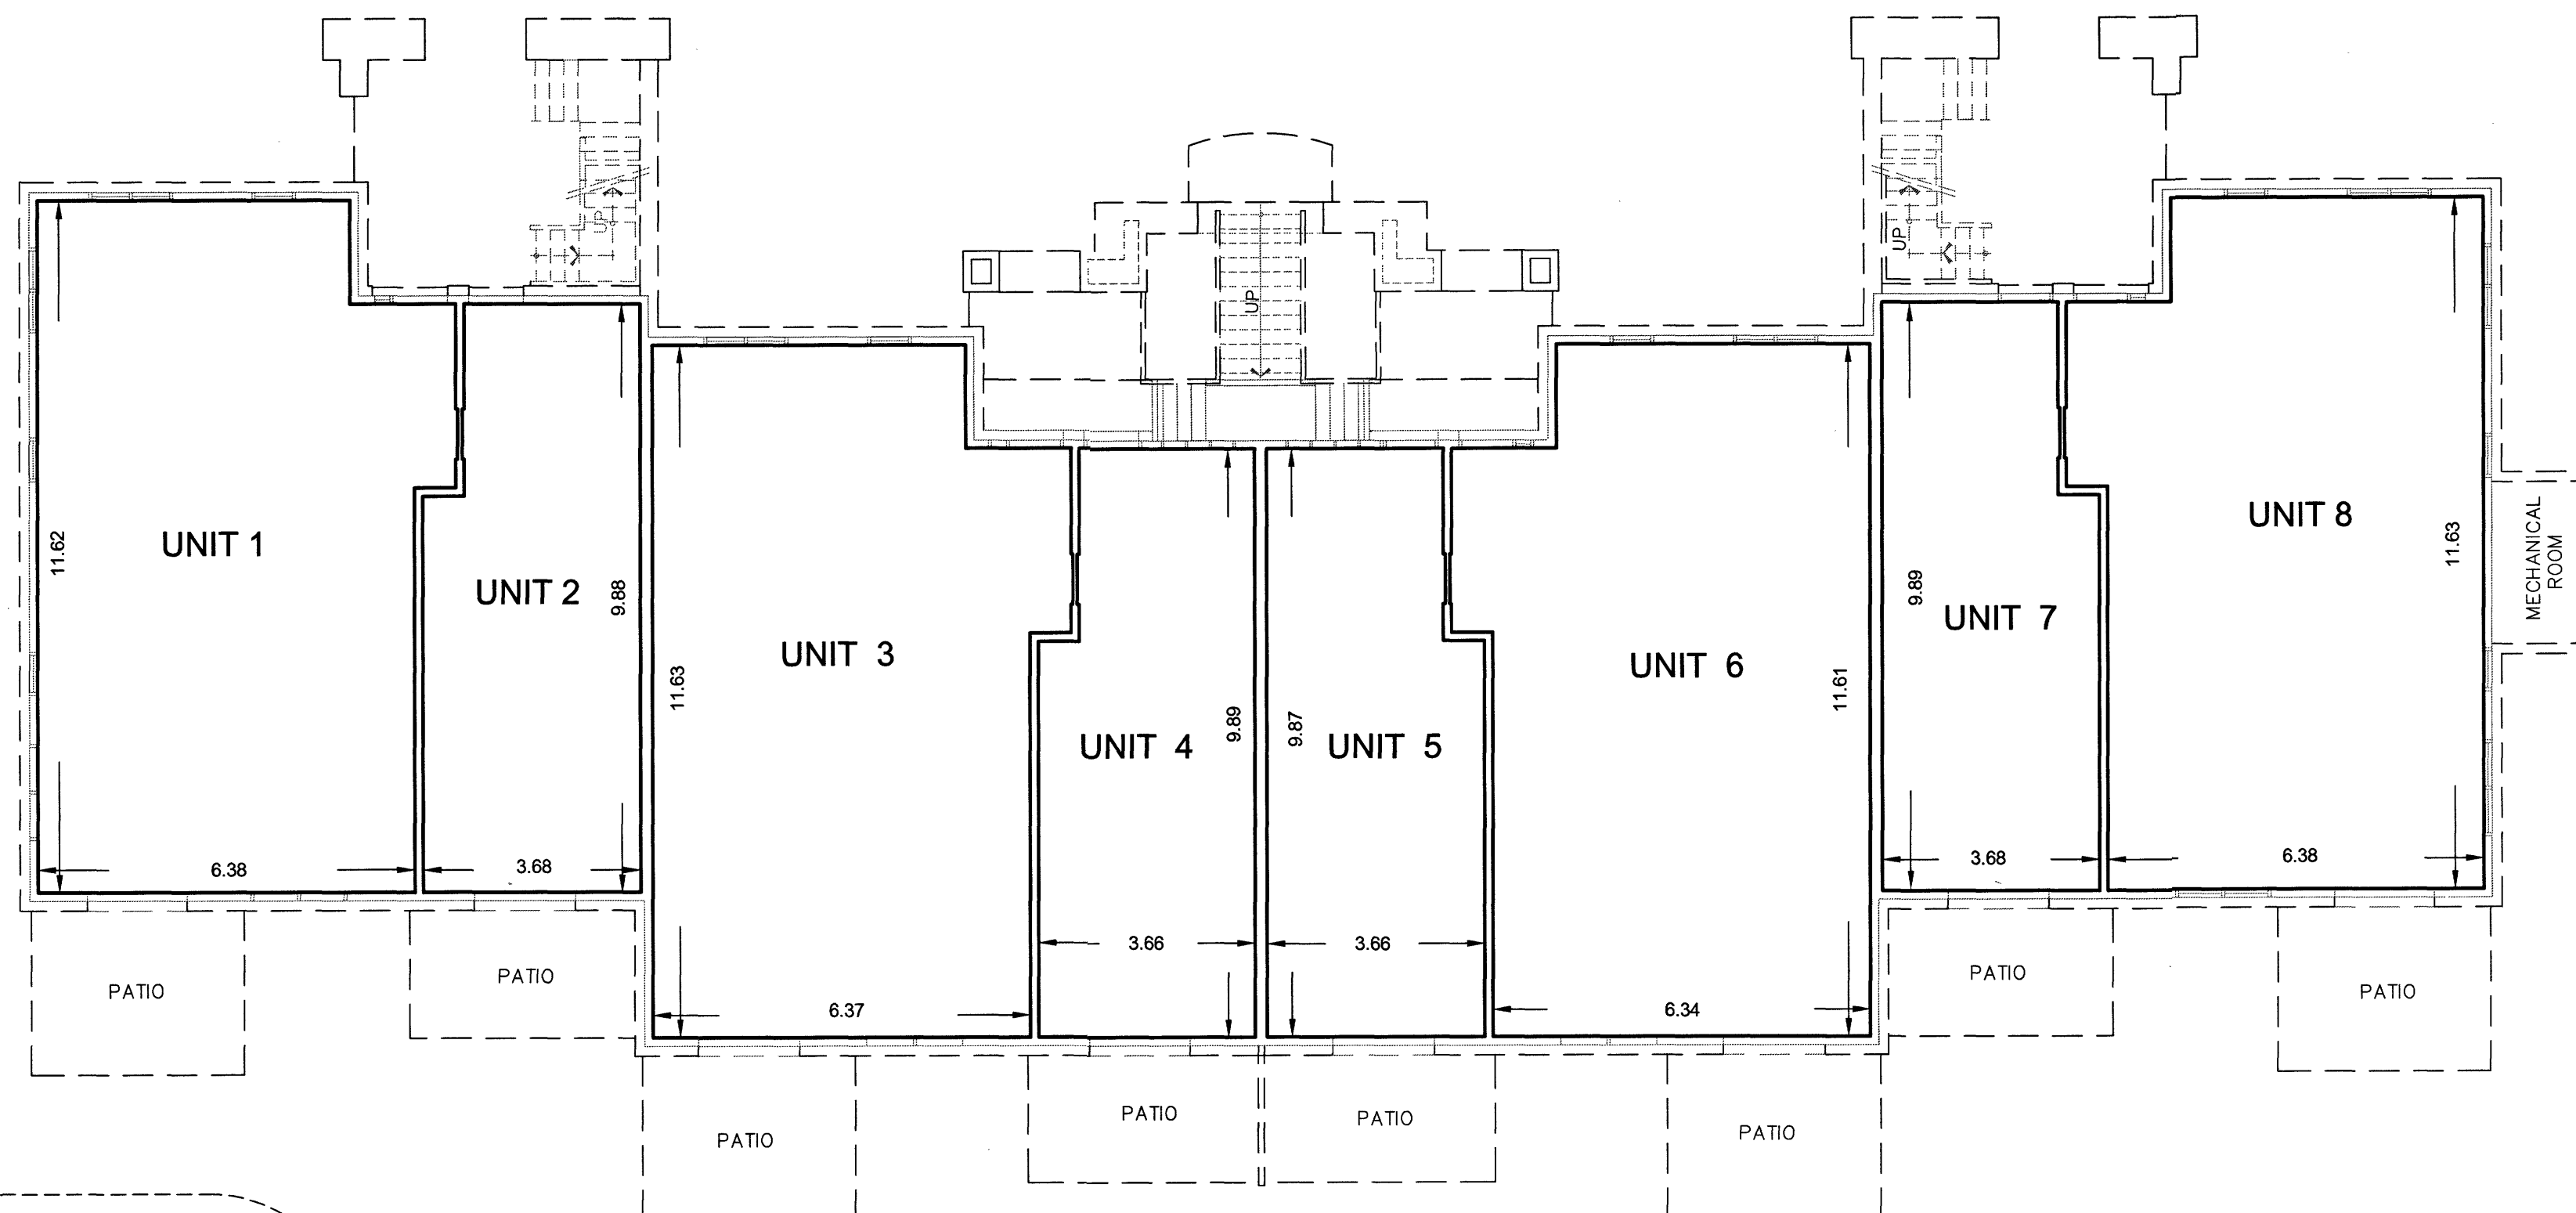 UP
UP
UP
UNIT 1
11.62
6.38
UNIT 2
9.88
3.68
UNIT 3
11.63
6.37
UNIT 4
9.89
3.66
UNIT 5
9.87
3.66
UNIT 6
11.61
6.34
UNIT 7
9.89
3.68
UNIT 8
11.63
6.38
MECHANICAL
ROOM
PATIO
PATIO
PATIO
PATIO
PATIO
PATIO
PATIO
PATIO